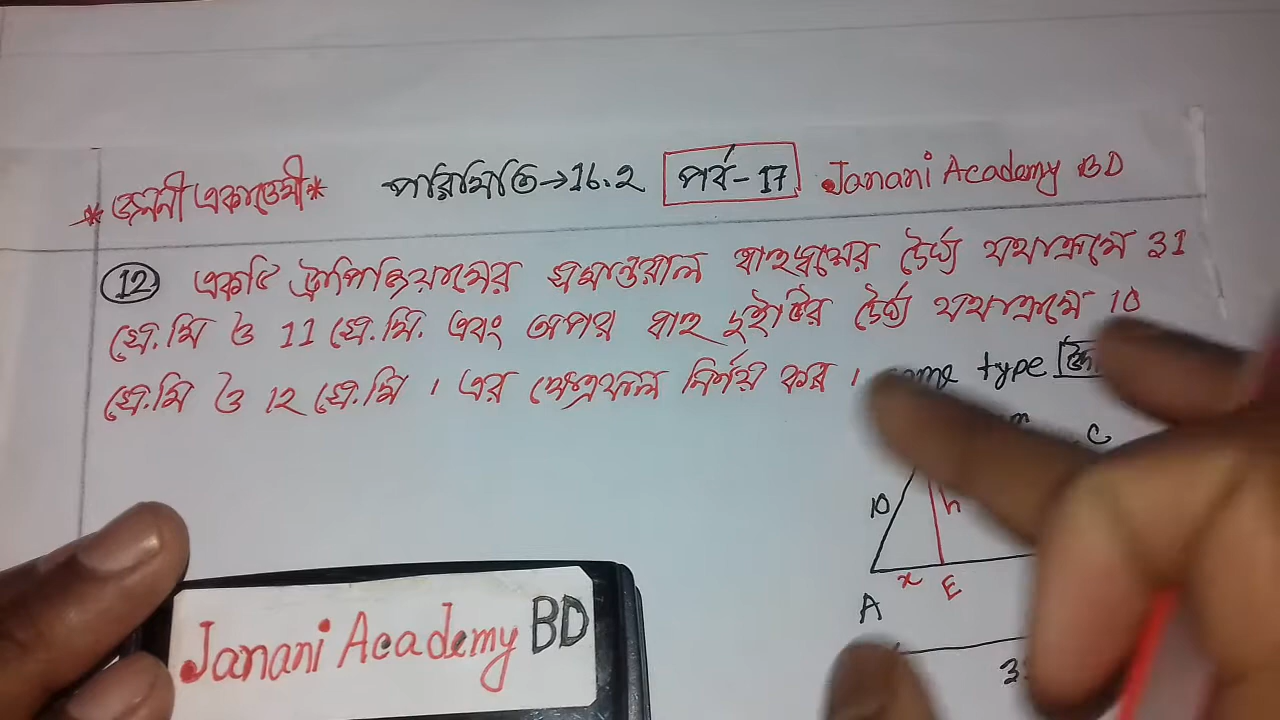 * জননী একাডেমী *
পরিমিতি→16.2
পর্ব-17
Janani Academy BD
12 একটি ট্রাপিজিয়ামের সমান্তরাল বাহুদ্বয়ের দৈর্ঘ্য যথাক্রমে 31
সে.মি ও 11 সে.মি. এবং অপর বাহু দুইটির দৈর্ঘ্য যথাক্রমে 10
সে.মি ও 12 সে.মি। এর ক্ষেত্রফল নির্ণয় কর।
type
C
10
h
x
E
A
Janani Academy BD